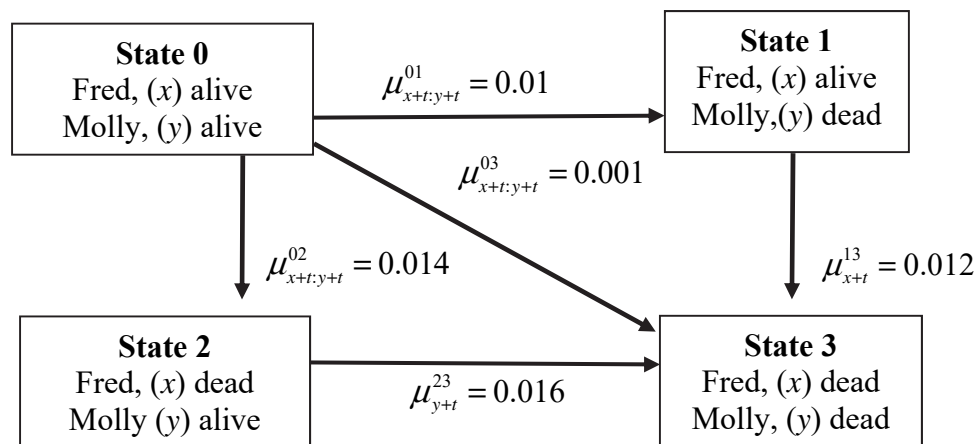 State 0
Fred, (x) alive
Molly, (y) alive
μ^{01}_{x+t:y+t} = 0.01
State 1
Fred, (x) alive
Molly,(y) dead
μ^{03}_{x+t:y+t} = 0.001
μ^{02}_{x+t:y+t} = 0.014
μ^{13}_{x+t} = 0.012
State 2
Fred, (x) dead
Molly (y) alive
μ^{23}_{y+t} = 0.016
State 3
Fred, (x) dead
Molly, (y) dead